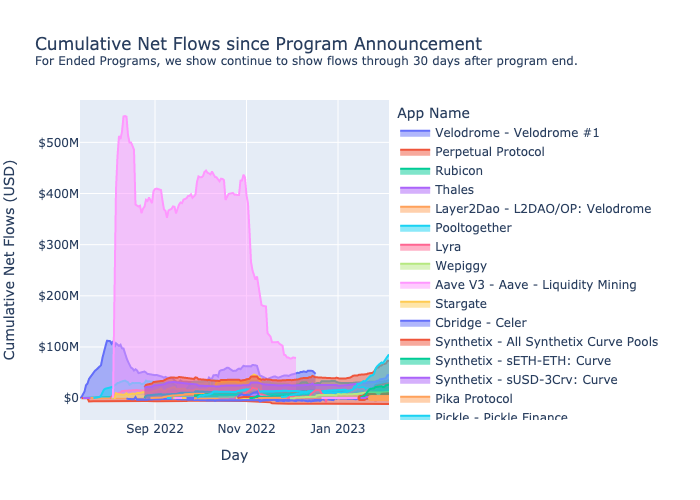 Cumulative Net Flows since Program Announcement
For Ended Programs, we show continue to show flows through 30 days after program end.
App Name
Velodrome - Velodrome #1
Perpetual Protocol
Rubicon
Thales
Layer2Dao - L2DAO/OP: Velodrome
Pooltogether
Lyra
Wepiggy
Aave V3 - Aave - Liquidity Mining
Stargate
Cbridge - Celer
Synthetix - All Synthetix Curve Pools
Synthetix - sETH-ETH: Curve
Synthetix - sUSD-3Crv: Curve
Pika Protocol
Pickle - Pickle Finance
$500M
$400M
$300M
$200M
$100M
$0
Cumulative Net Flows (USD)
Sep 2022
Nov 2022
Jan 2023
Day